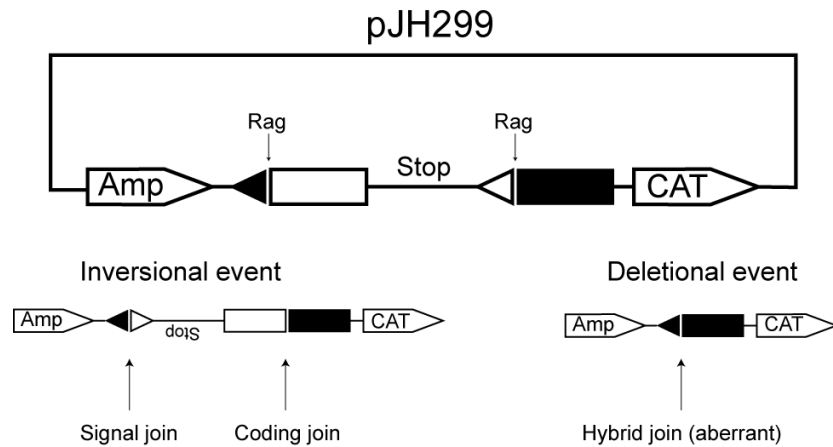 pJH299
Rag Rag
Amp Stop CAT
Inversional event Deletional event
Amp Stop CAT Amp CAT
Signal join Coding join Hybrid join (aberrant)